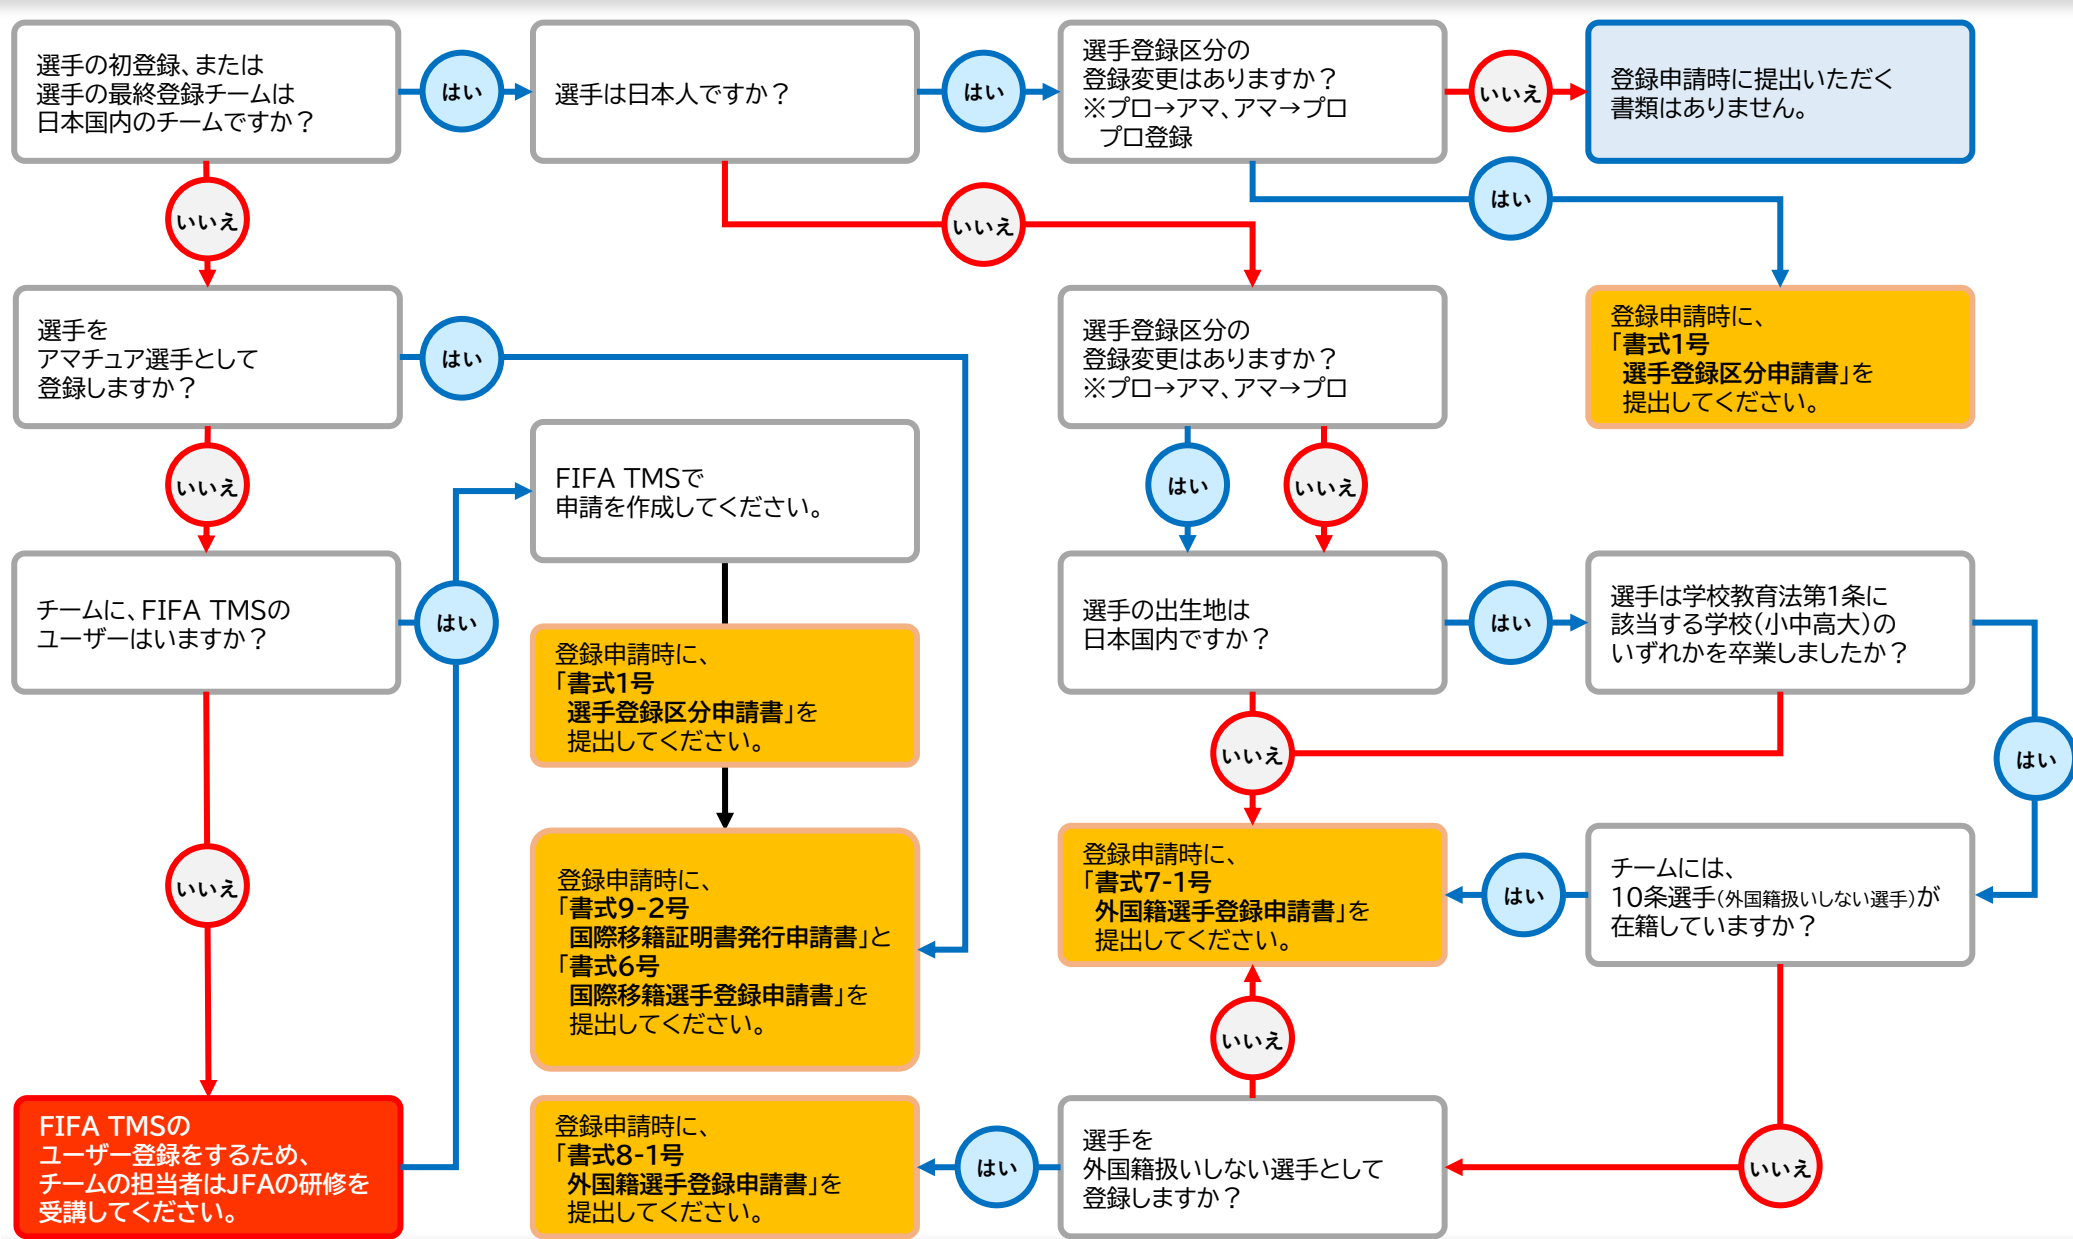 選手の初登録、または
選手の最終登録チームは
日本国内のチームですか？
はい
選手は日本人ですか？
はい
選手登録区分の
登録変更はありますか？
※プロ→アマ、アマ→プロ
プロ登録
いいえ
登録申請時に提出いただく
書類はありません。
いいえ
いいえ
はい
選手を
アマチュア選手として
登録しますか？
はい
選手登録区分の
登録変更はありますか？
※プロ→アマ、アマ→プロ
登録申請時に、
「書式1号
選手登録区分申請書」を
提出してください。
いいえ
FIFA TMSで
申請を作成してください。
はい
いいえ
チームに、FIFA TMSの
ユーザーはいますか？
はい
登録申請時に、
「書式1号
選手登録区分申請書」を
提出してください。
選手の出生地は
日本国内ですか？
はい
選手は学校教育法第1条に
該当する学校（小中高大）の
いずれかを卒業しましたか？
いいえ
はい
いいえ
登録申請時に、
「書式9-2号
国際移籍証明書発行申請書」と
「書式6号
国際移籍選手登録申請書」を
提出してください。
登録申請時に、
「書式7-1号
外国籍選手登録申請書」を
提出してください。
はい
チームには、
10条選手（外国籍扱いしない選手）が
在籍していますか？
いいえ
FIFA TMSの
ユーザー登録をするため、
チームの担当者はJFAの研修を
受講してください。
登録申請時に、
「書式8-1号
外国籍選手登録申請書」を
提出してください。
はい
選手を
外国籍扱いしない選手として
登録しますか？
いいえ